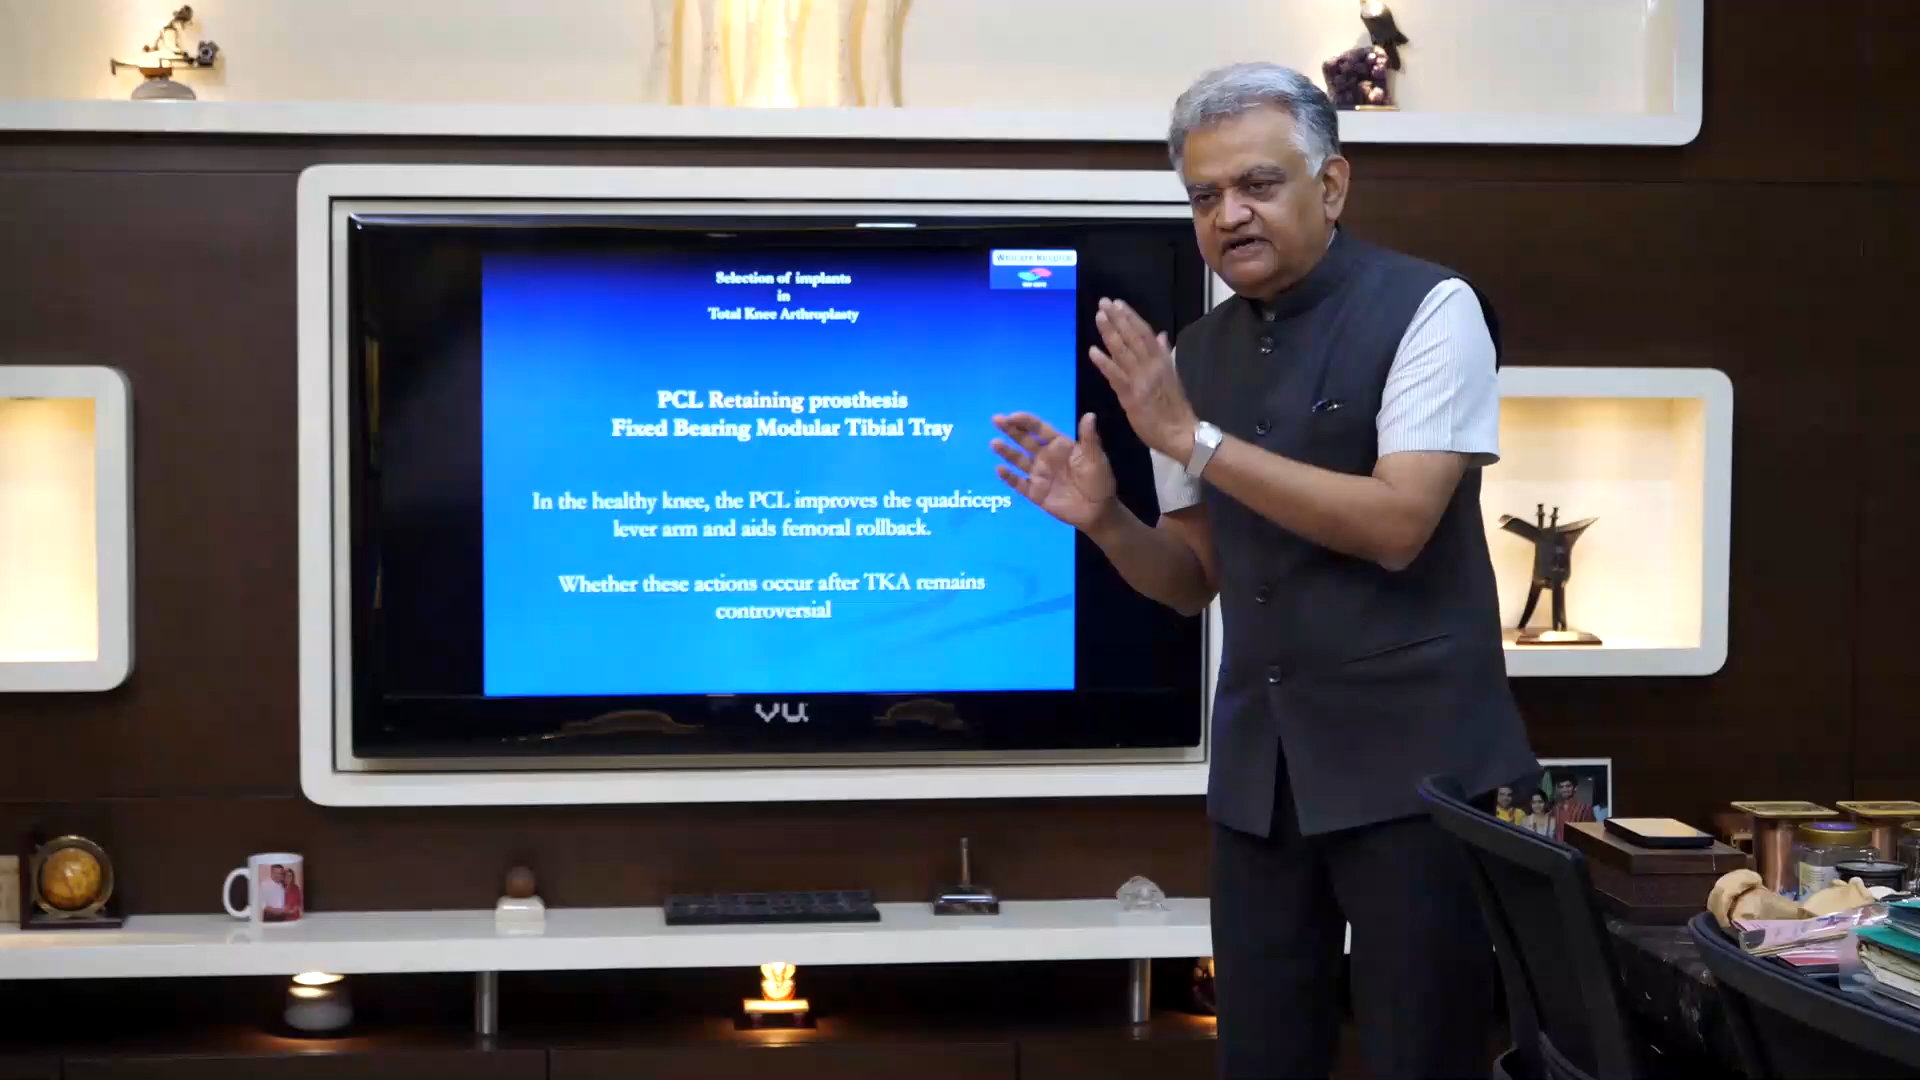 Selection of implants
in
Total Knee Arthroplasty
Welcare Hospital
PCL Retaining prosthesis
Fixed Bearing Modular Tibial Tray
In the healthy knee, the PCL improves the quadriceps
lever arm and aids femoral rollback.
Whether these actions occur after TKA remains
controversial
VU